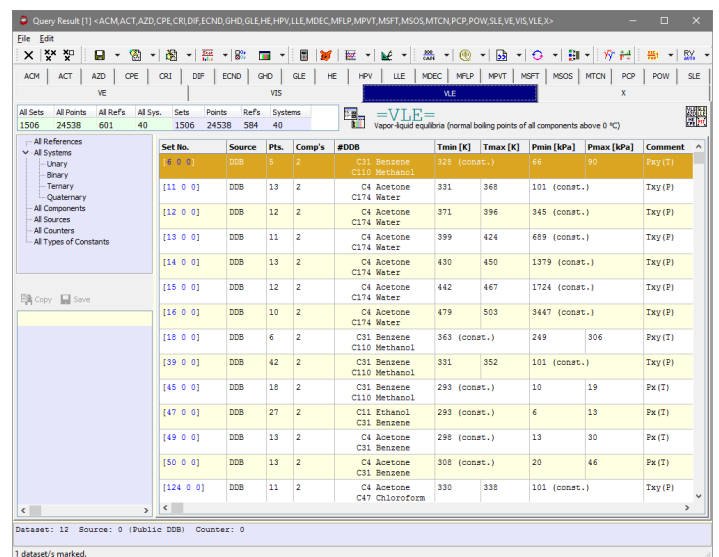 Query Result [1] <ACM,ACT,AZD,CPE,CRI,DIF,ECND,GHD,GLE,HE,HPV,LLE,MDEC,MFLP,MPVT,MSFT,MSOS,MTCN,PCP,POW,SLE,VE,VIS,VLE,X>
File Edit
ACM ACT AZD CPE CRI DIF ECND GHD GLE HE HPV LLE MDEC MFLP MPVT MSFT MSOS MTCN PCP POW SLE
VE VIS VLE X
All Sets All Points All Ref's All Sys. Sets Points Ref's Systems
1506 24538 601 40 1506 24538 584 40
=VLE=
Vapor-liquid equilibria (normal boiling points of all components above 0 ºC)
All References
All Systems
Unary
Binary
Ternary
Quaternary
All Components
All Sources
All Counters
All Types of Constants
Copy Save
Set No. Source Pts. Comp's #DDB Tmin [K] Tmax [K] Pmin [kPa] Pmax [kPa] Comment
[6 0 0] DDB 5 2 C31 Benzene 328 (const.) 66 90 Pxy(T)
C110 Methanol
[11 0 0] DDB 13 2 C4 Acetone 331 368 101 (const.) Txy(P)
C174 Water
[12 0 0] DDB 12 2 C4 Acetone 371 396 345 (const.) Txy(P)
C174 Water
[13 0 0] DDB 11 2 C4 Acetone 399 424 689 (const.) Txy(P)
C174 Water
[14 0 0] DDB 13 2 C4 Acetone 430 450 1379 (const.) Txy(P)
C174 Water
[15 0 0] DDB 12 2 C4 Acetone 442 467 1724 (const.) Txy(P)
C174 Water
[16 0 0] DDB 10 2 C4 Acetone 479 503 3447 (const.) Txy(P)
C174 Water
[18 0 0] DDB 6 2 C31 Benzene 363 (const.) 249 306 Pxy(T)
C110 Methanol
[39 0 0] DDB 42 2 C31 Benzene 331 352 101 (const.) Txy(P)
C110 Methanol
[45 0 0] DDB 18 2 C31 Benzene 293 (const.) 10 19 Px(T)
C110 Methanol
[47 0 0] DDB 27 2 C11 Ethanol 293 (const.) 6 13 Px(T)
C31 Benzene
[49 0 0] DDB 13 2 C4 Acetone 298 (const.) 13 30 Px(T)
C31 Benzene
[50 0 0] DDB 13 2 C4 Acetone 308 (const.) 20 46 Px(T)
C31 Benzene
[124 0 0] DDB 11 2 C4 Acetone 330 338 101 (const.) Txy(P)
C47 Chloroform
Dataset: 12 Source: 0 (Public DDB) Counter: 0
1 dataset/s marked.